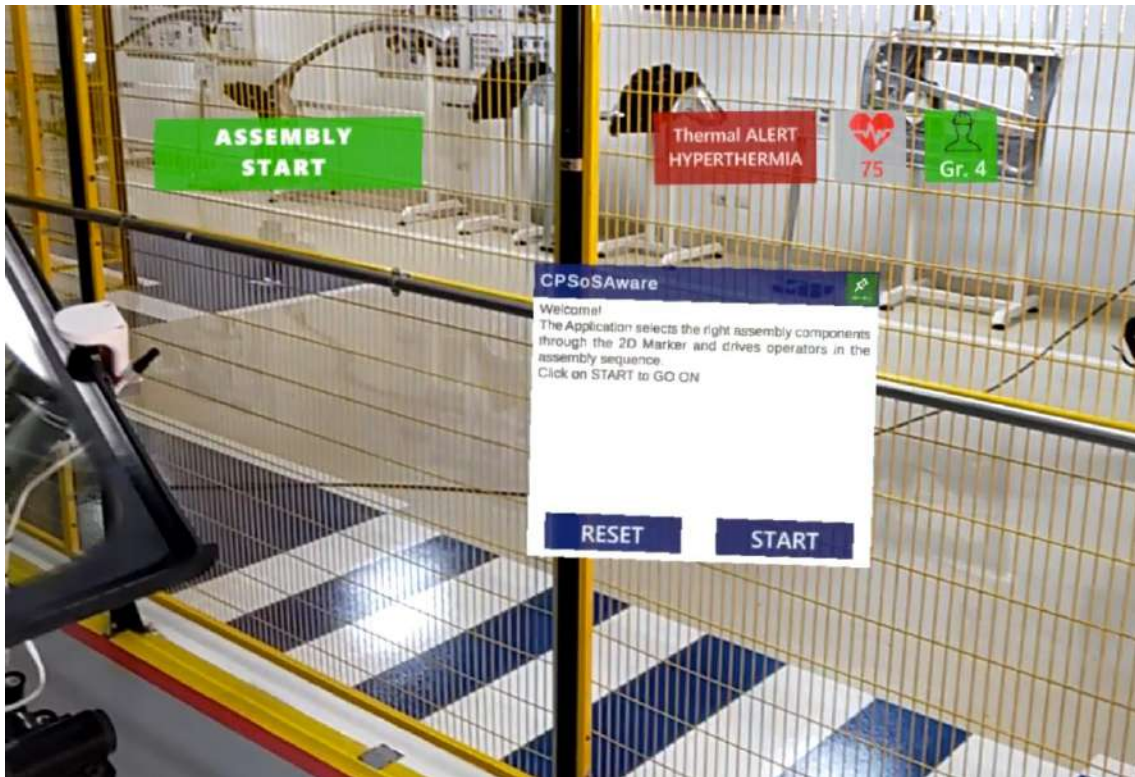 ASSEMBLY
START
Thermal ALERT
HYPERTHERMIA
75
Gr. 4
CPSoSAware
Welcome!
The Application selects the right assembly components
through the 2D Marker and drives operators in the
assembly sequence.
Click on START to GO ON
RESET
START